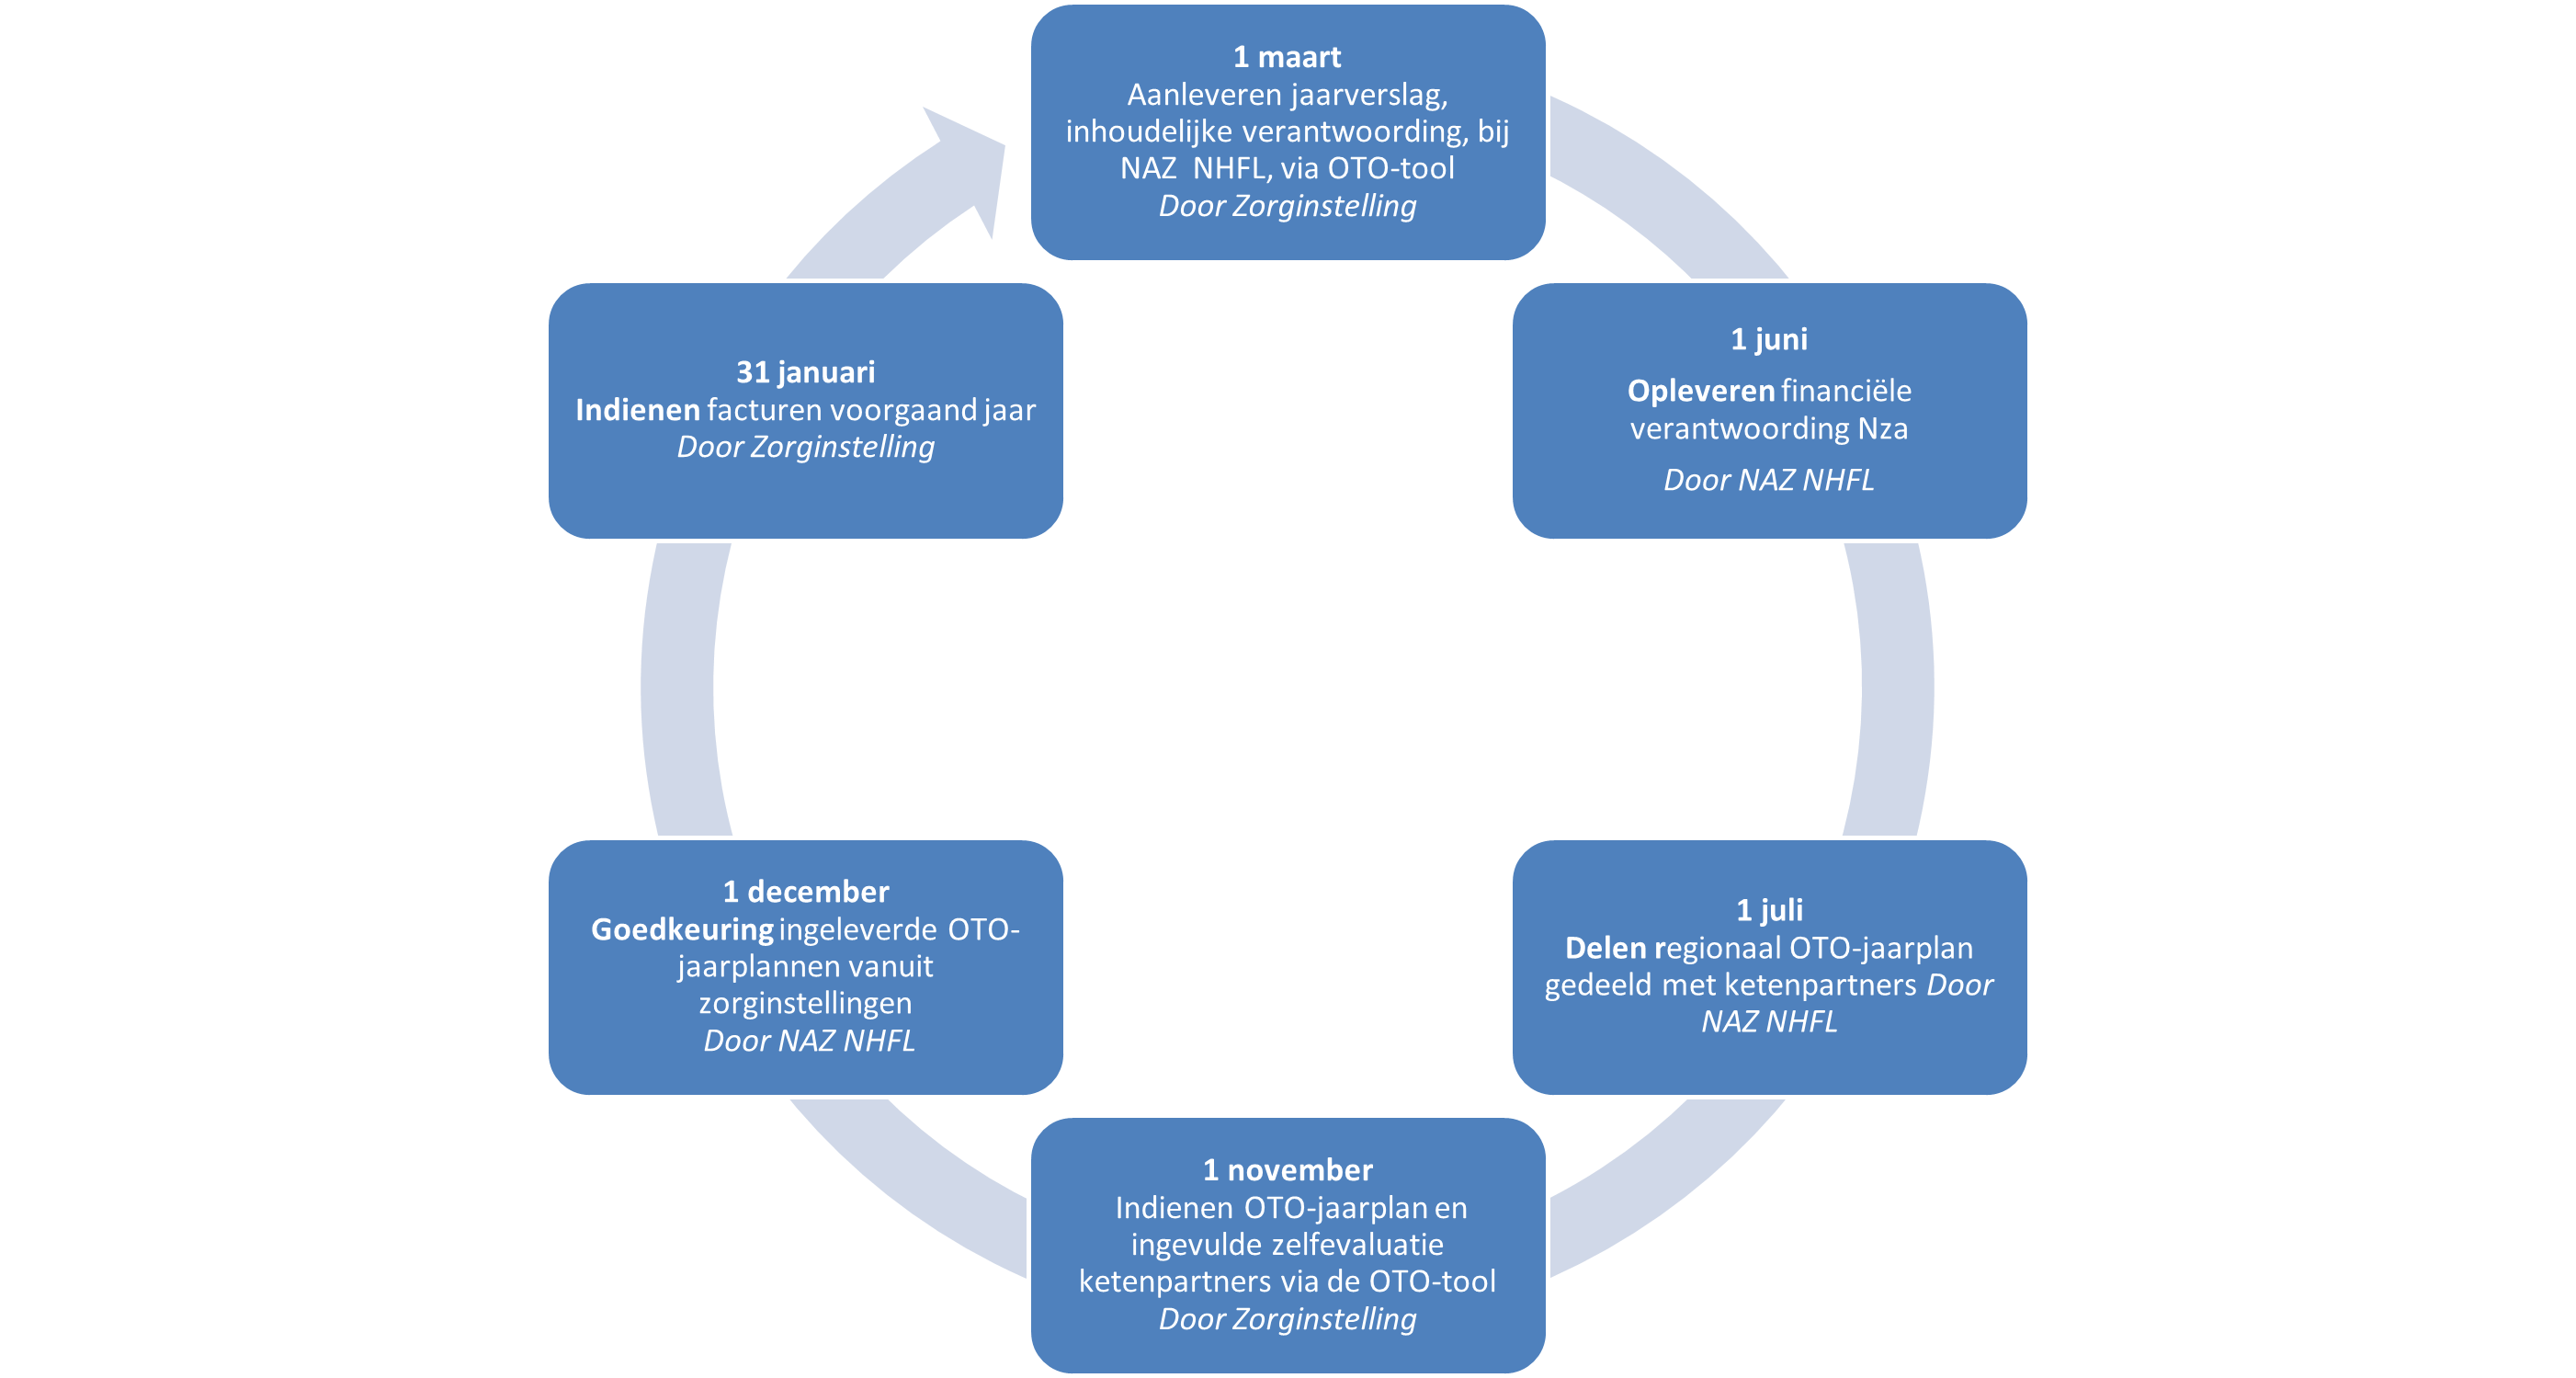 1 maart
Aanleveren jaarverslag,
inhoudelijke verantwoording, bij
NAZ  NHFL, via OTO-tool
Door Zorginstelling
1 juni
Opleveren financiële
verantwoording Nza
Door NAZ NHFL
1 juli
Delen regionaal OTO-jaarplan
gedeeld met ketenpartners Door
NAZ NHFL
1 november
Indienen OTO-jaarplan en
ingevulde zelfevaluatie
ketenpartners via de OTO-tool
Door Zorginstelling
1 december
Goedkeuring ingeleverde OTO-
jaarplannen vanuit
zorginstellingen
Door NAZ NHFL
31 januari
Indienen facturen voorgaand jaar
Door Zorginstelling